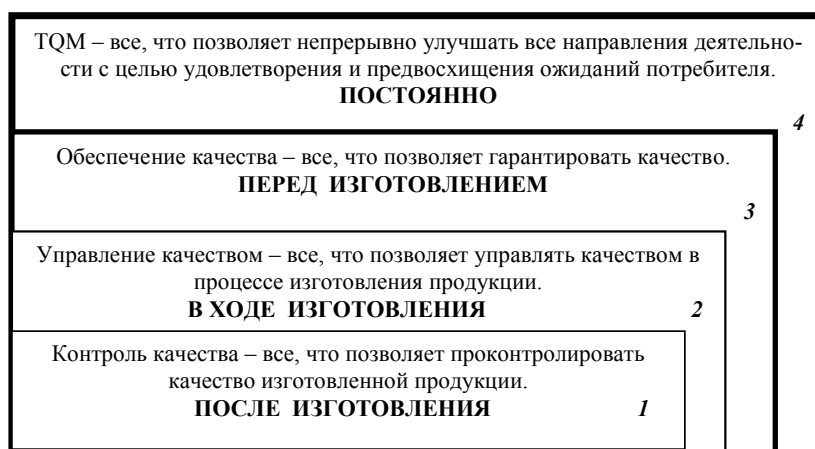 TQM – все, что позволяет непрерывно улучшать все направления деятельно-
сти с целью удовлетворения и предвосхищения ожиданий потребителя.
ПОСТОЯННО
4
Обеспечение качества – все, что позволяет гарантировать качество.
ПЕРЕД ИЗГОТОВЛЕНИЕМ
3
Управление качеством – все, что позволяет управлять качеством в
процессе изготовления продукции.
В ХОДЕ ИЗГОТОВЛЕНИЯ 2
Контроль качества – все, что позволяет проконтролировать
качество изготовленной продукции.
ПОСЛЕ ИЗГОТОВЛЕНИЯ 1